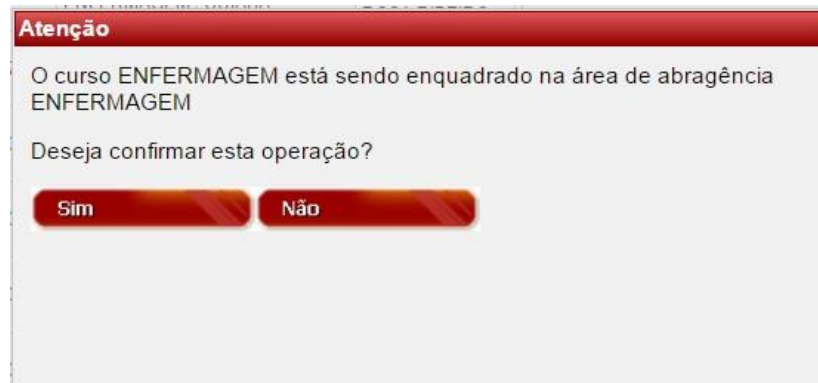 Atenção
O curso ENFERMAGEM está sendo enquadrado na área de abragência
ENFERMAGEM
Deseja confirmar esta operação?
Sim Não